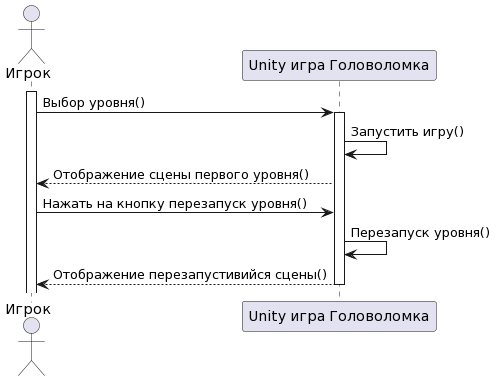 Игрок
Unity игра Головоломка
Выбор уровня()
Запустить игру()
Отображение сцены первого уровня()
Нажать на кнопку перезапуск уровня()
Перезапуск уровня()
Отображение перезапустивийся сцены()
Игрок
Unity игра Головоломка